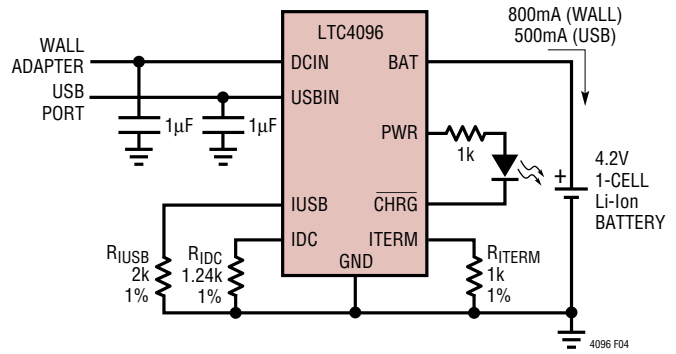 800mA (WALL)
500mA (USB)
LTC4096
WALL
ADAPTER
DCIN
BAT
USB
PORT
USBIN
1µF
1µF
PWR
1k
+
4.2V
1-CELL
Li-Ion
BATTERY
IUSB
CHRG
IDC
ITERM
GND
RIUSB
2k
1%
RIDC
1.24k
1%
RITERM
1k
1%
4096 F04